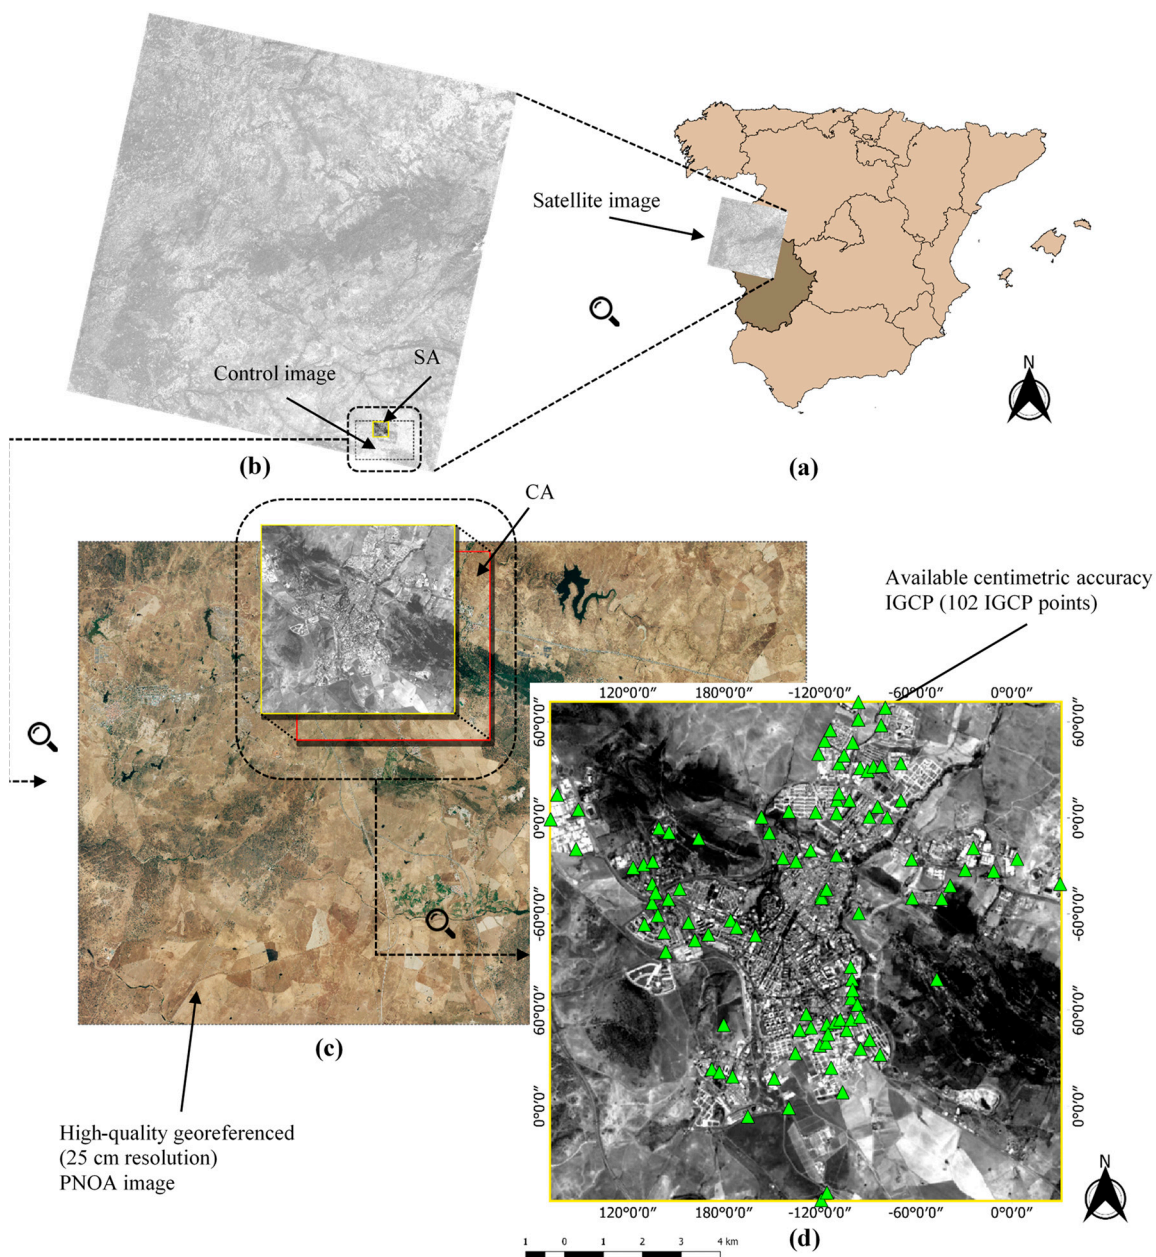 Satellite image
N
(a)
SA
Control image
(b)
CA
Available centimetric accuracy
IGCP (102 IGCP points)
(c)
High-quality georeferenced
(25 cm resolution)
PNOA image
120°0′0″ 180°0′0″ -120°0′0″ -60°0′0″ 0°0′0″
60°0′0″ 0°0′0″ -60°0′0″ 60°0′0″ 0°0′0″
60°0′0″ 0°0′0″ -60°0′0″ 60°0′0″ 0°0′0″
120°0′0″ 180°0′0″ -120°0′0″ -60°0′0″ 0°0′0″
N
(d)
1 0 1 2 3 4 km